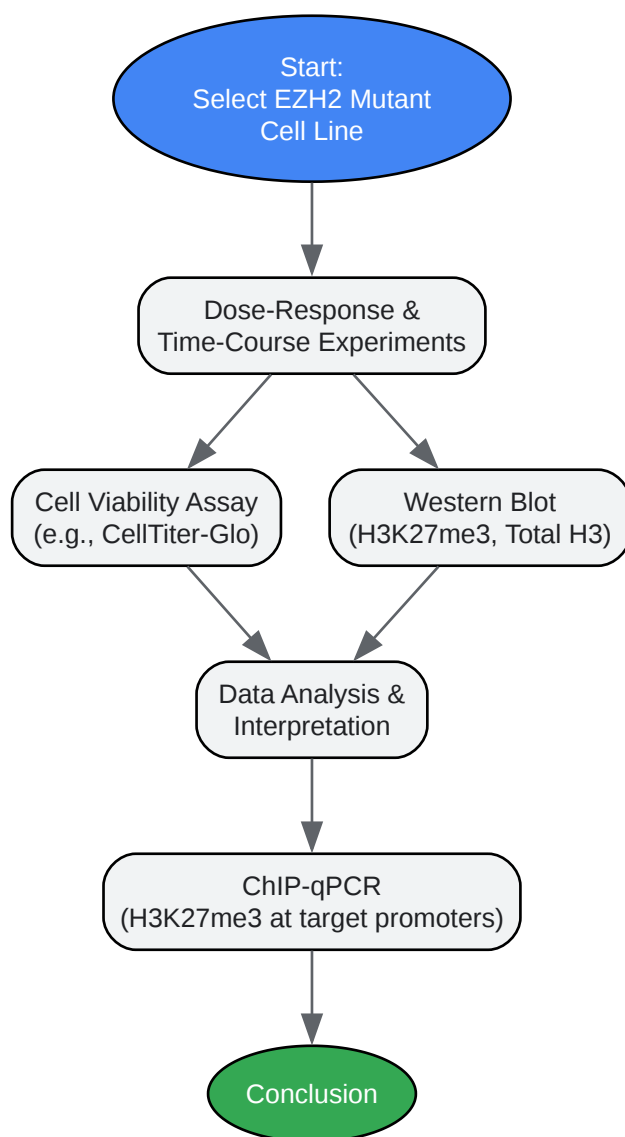 Start:
Select EZH2 Mutant
Cell Line
Dose-Response &
Time-Course Experiments
Cell Viability Assay
(e.g., CellTiter-Glo)
Western Blot
(H3K27me3, Total H3)
Data Analysis &
Interpretation
ChIP-qPCR
(H3K27me3 at target promoters)
Conclusion